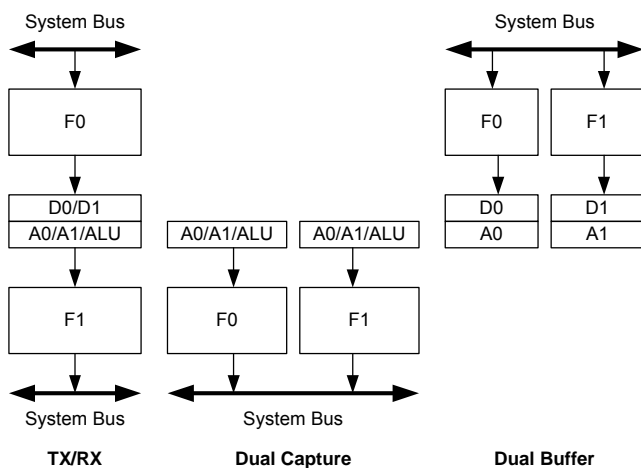 System Bus
System Bus
F0
F0
F1
D0/D1
D0
D1
A0/A1/ALU
A0/A1/ALU
A0/A1/ALU
A0
A1
F1
F0
F1
System Bus
System Bus
TX/RX
Dual Capture
Dual Buffer